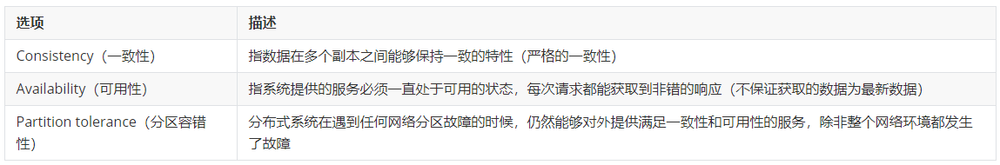 选项 描述
Consistency（一致性） 指数据在多个副本之间能够保持一致的特性（严格的一致性）
Availability（可用性） 指系统提供的服务必须一直处于可用的状态，每次请求都能获取到非错的响应（不保证获取的数据为最新数据）
Partition tolerance（分区容错
性）
分布式系统在遇到任何网络分区故障的时候，仍然能够对外提供满足一致性和可用性的服务，除非整个网络环境都发生
了故障